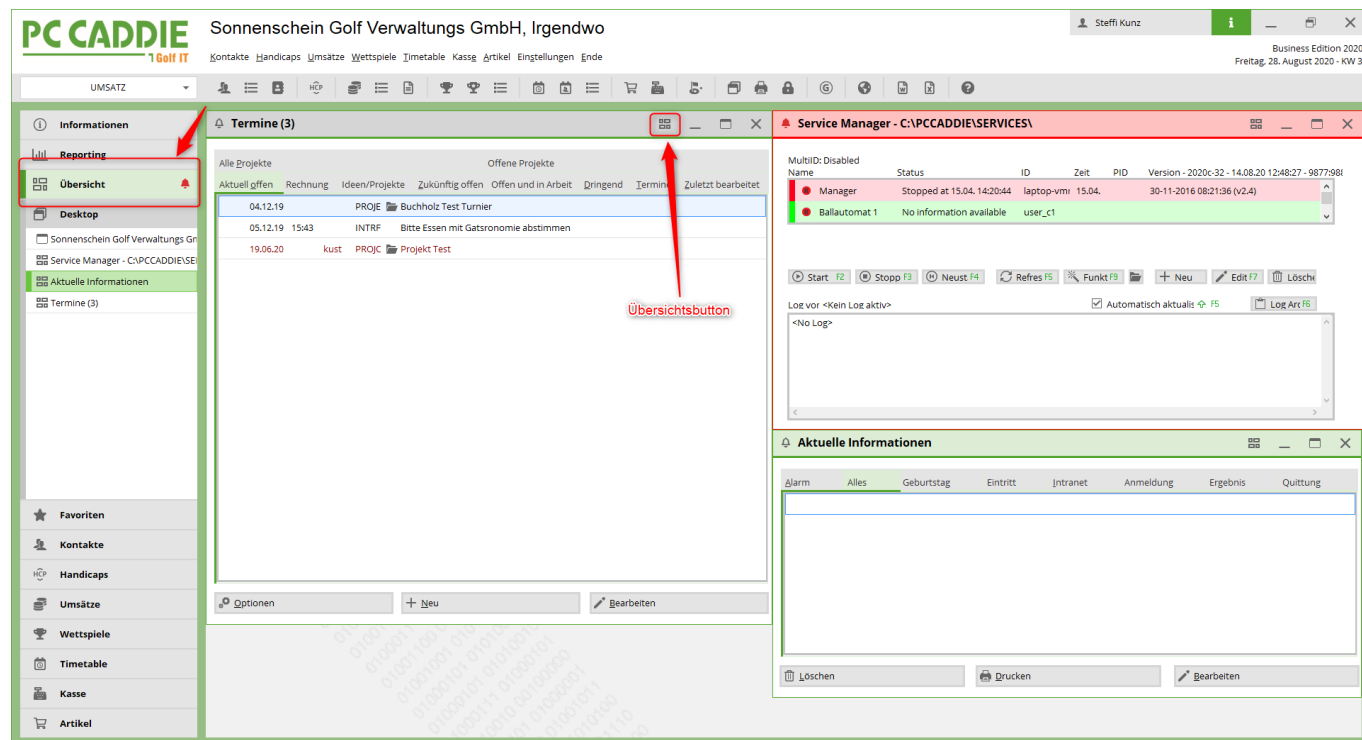 PC CADDIE
Golf IT
Sonnenschein Golf Verwaltungs GmbH, Irgendwo
Kontakte Handicaps Umsätze Wettspiele Timetable Kasse Artikel Einstellungen Ende
Steffi Kunz
i
Business Edition 2020
Freitag, 28. August 2020 - KW 3
UMSATZ
HCP
Informationen
Reporting
Übersicht
Desktop
Sonnenschein Golf Verwaltungs Gm
Service Manager - C:\PCCADDIE\SEI
Aktuelle Informationen
Termine (3)
Favoriten
Kontakte
HCP Handicaps
Umsätze
Wettspiele
Timetable
Kasse
Artikel
Termine (3)
Alle Projekte Offene Projekte
Aktuell offen Rechnung Ideen/Projekte Zukünftig offen Offen und in Arbeit Dringend Termine Zuletzt bearbeitet
04.12.19 PROJE Buchholz Test Turnier
05.12.19 15:43 INTRF Bitte Essen mit Gatsronomie abstimmen
19.06.20 kust PROJC Projekt Test
Übersichtsbutton
Optionen Neu Bearbeiten
Service Manager - C:\PCCADDIE\SERVICES\
MultiID: Disabled
Name Status ID Zeit PID Version - 2020c-32 - 14.08.20 12:48:27 - 9877:988
Manager Stopped at 15.04. 14:20:44 laptop-vmi 15.04. 30-11-2016 08:21:36 (v2.4)
Ballautomat 1 No information available user_c1
Start F2 Stopp F3 Neust F4 Refres F5 Funkt F9 Neu Edit F7 Lösche
Log vor <Kein Log aktiv> Automatisch aktualis F5 Log Arc F6
<No Log>
Aktuelle Informationen
Alarm Alles Geburtstag Eintritt Intranet Anmeldung Ergebnis Quittung
Löschen Drucken Bearbeiten